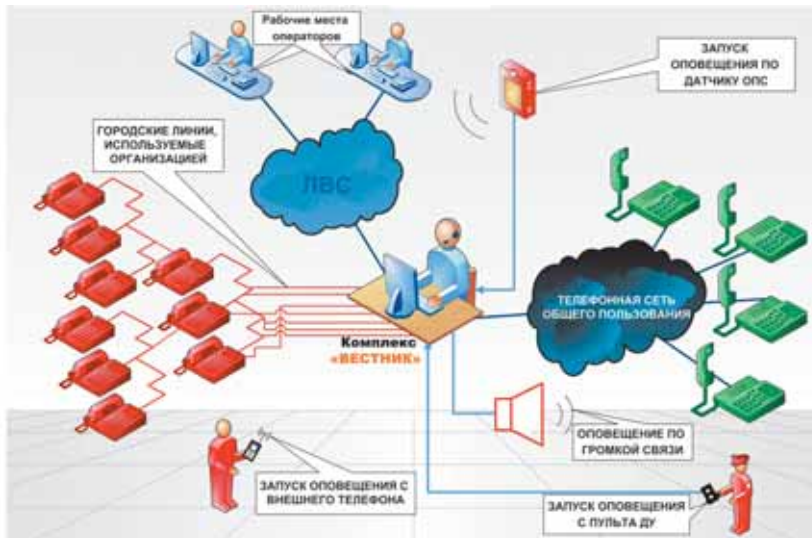 Рабочие места
операторов
ЗАПУСК
ОПОВЕЩЕНИЯ ПО
ДАТЧИКУ ОПС
ГОРОДСКИЕ ЛИНИИ,
ИСПОЛЬЗУЕМЫЕ
ОРГАНИЗАЦИЕЙ
ЛВС
ТЕЛЕФОННАЯ СЕТЬ
ОБЩЕГО ПОЛЬЗОВАНИЯ
Комплекс
«ВЕСТНИК»
ОПОВЕЩЕНИЕ ПО
ГРОМКОЙ СВЯЗИ
ЗАПУСК ОПОВЕЩЕНИЯ С
ВНЕШНЕГО ТЕЛЕФОНА
ЗАПУСК ОПОВЕЩЕНИЯ
С ПУЛЬТА ДУ